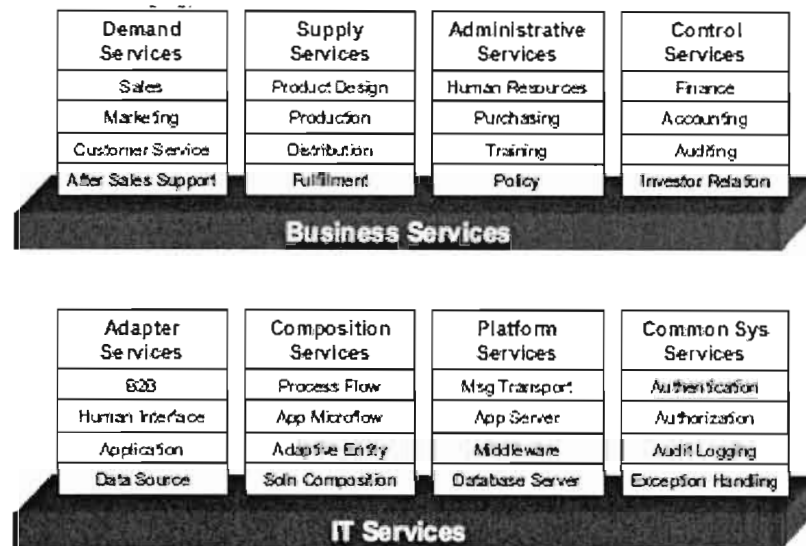 Demand Services
Supply Services
Administrative Services
Control Services
Sales
Product Design
Human Resources
Finance
Marketing
Production
Purchasing
Accounting
Customer Service
Distribution
Training
Auditing
After Sales Support
Fulfilment
Policy
Investor Relation
Business Services
Adapter Services
Composition Services
Platform Services
Common Sys Services
B2B
Process Flow
Msg Transport
Authentication
Human Interface
App Microflow
App Server
Authorization
Application
Adaptive Entity
Middleware
Audit Logging
Data Source
Soln Composition
Database Server
Exception Handling
IT Services